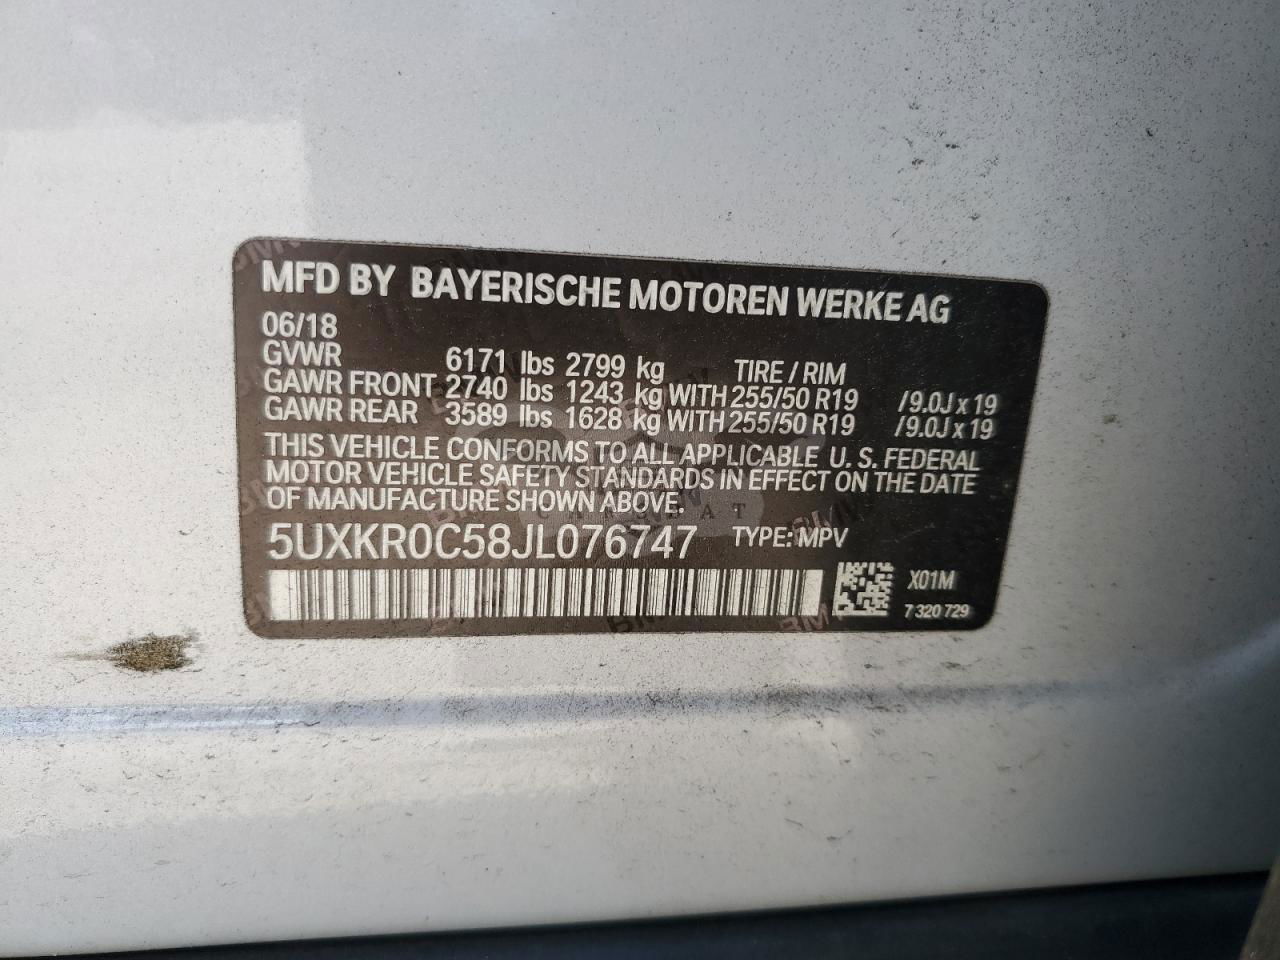 MFD BY BAYERISCHE MOTOREN WERKE AG
06/18
GVWR 6171 lbs 2799 kg TIRE / RIM
GAWR FRONT 2740 lbs 1243 kg WITH 255/50 R19 /9.0J x 19
GAWR REAR 3589 lbs 1628 kg WITH 255/50 R19 /9.0J x 19
THIS VEHICLE CONFORMS TO ALL APPLICABLE U. S. FEDERAL
MOTOR VEHICLE SAFETY STANDARDS IN EFFECT ON THE DATE
OF MANUFACTURE SHOWN ABOVE.
5UXKR0C58JL076747 TYPE: MPV
X01M
7 320 729